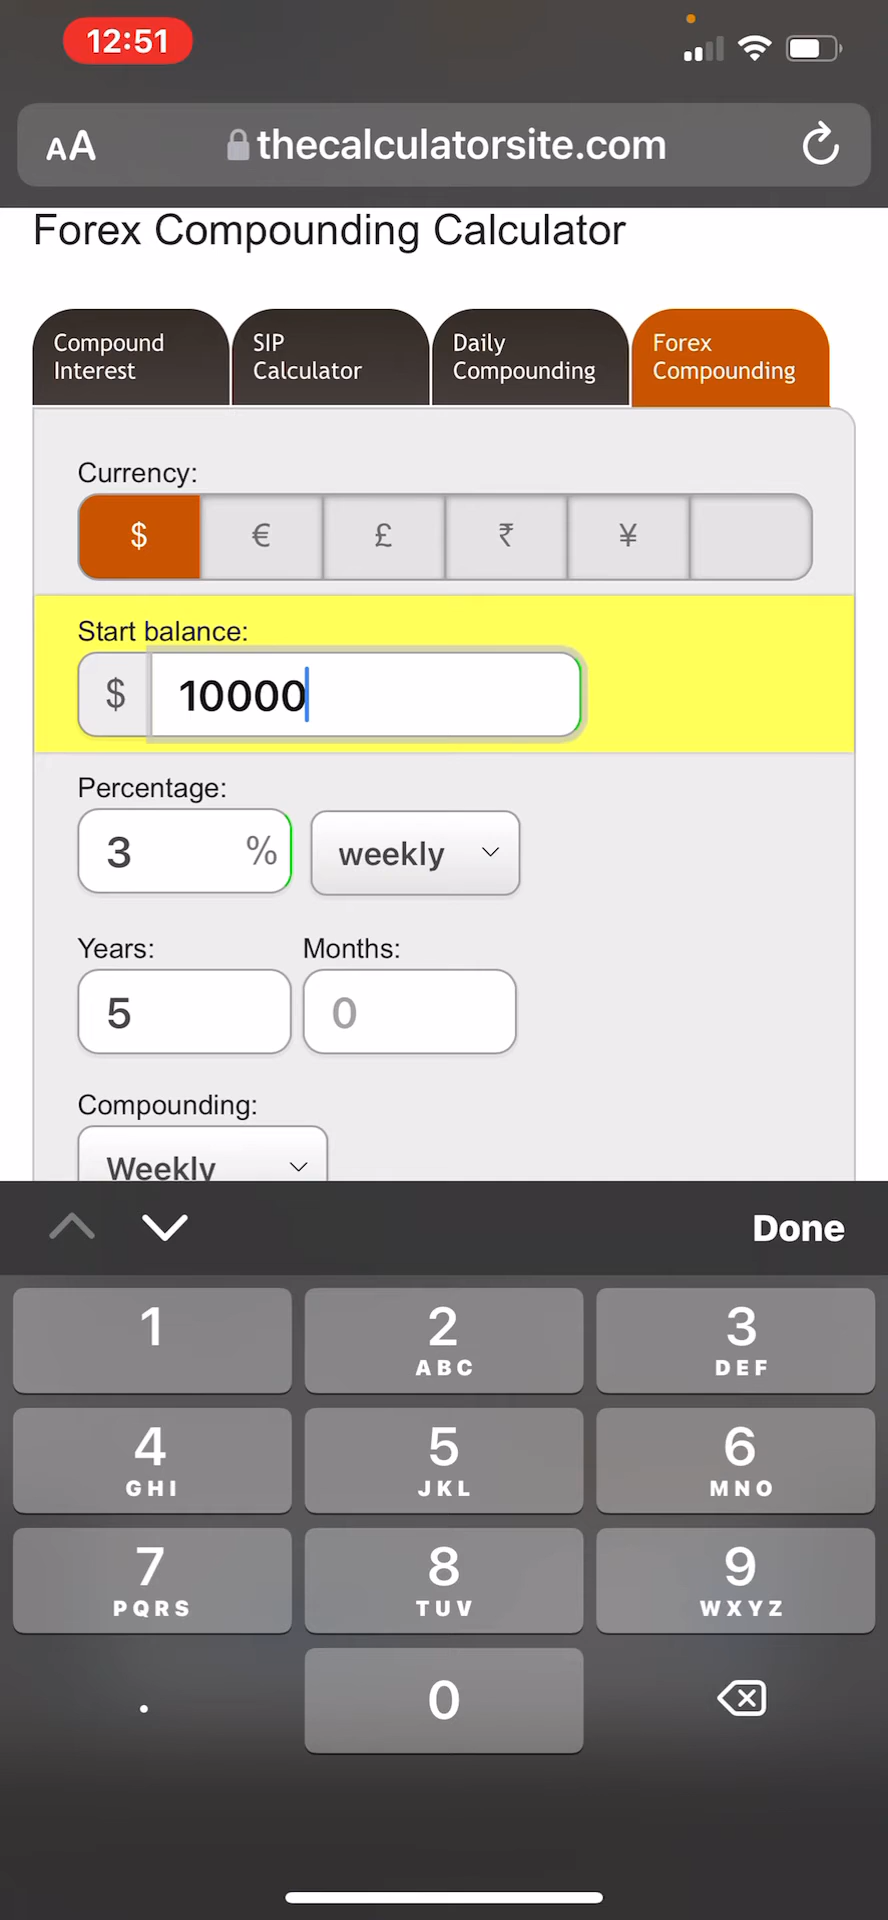 12:51
AA thecalculatorsite.com
Forex Compounding Calculator
Compound Interest
SIP Calculator
Daily Compounding
Forex Compounding
Currency:
$ € £ ₹ ¥
Start balance:
$ 10000
Percentage:
3 % weekly
Years: Months:
5 0
Compounding:
Weekly
Done
1 2 3
ABC DEF
4 5 6
GHI JKL MNO
7 8 9
PQRS TUV WXYZ
. 0